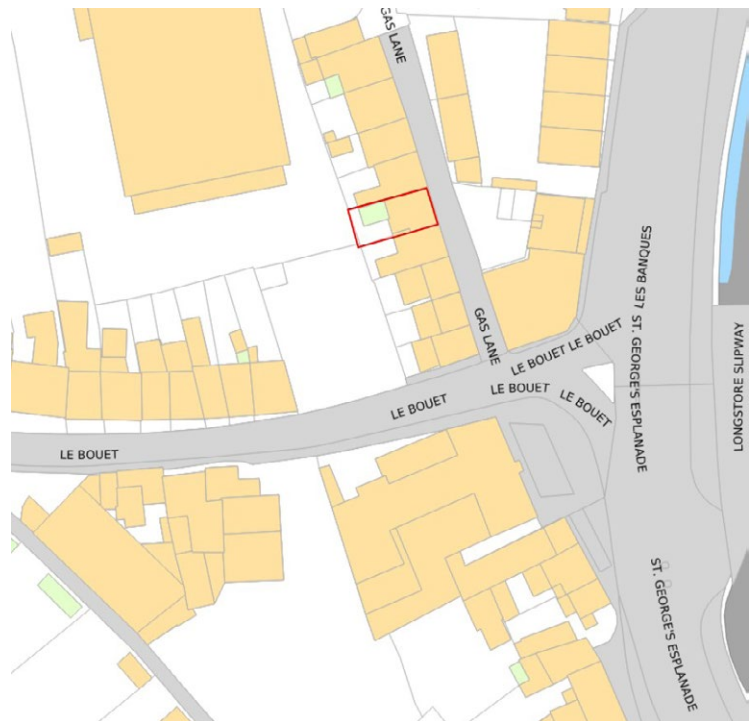 GAS LANE
LES BANQUES
ST. GEORGE'S ESPLANADE
LONGSTORE SLIPWAY
GAS LANE
LE BOUET LE BOUET
LE BOUET
LE BOUET
LE BOUET
LE BOUET
ST. GEORGE'S ESPLANADE